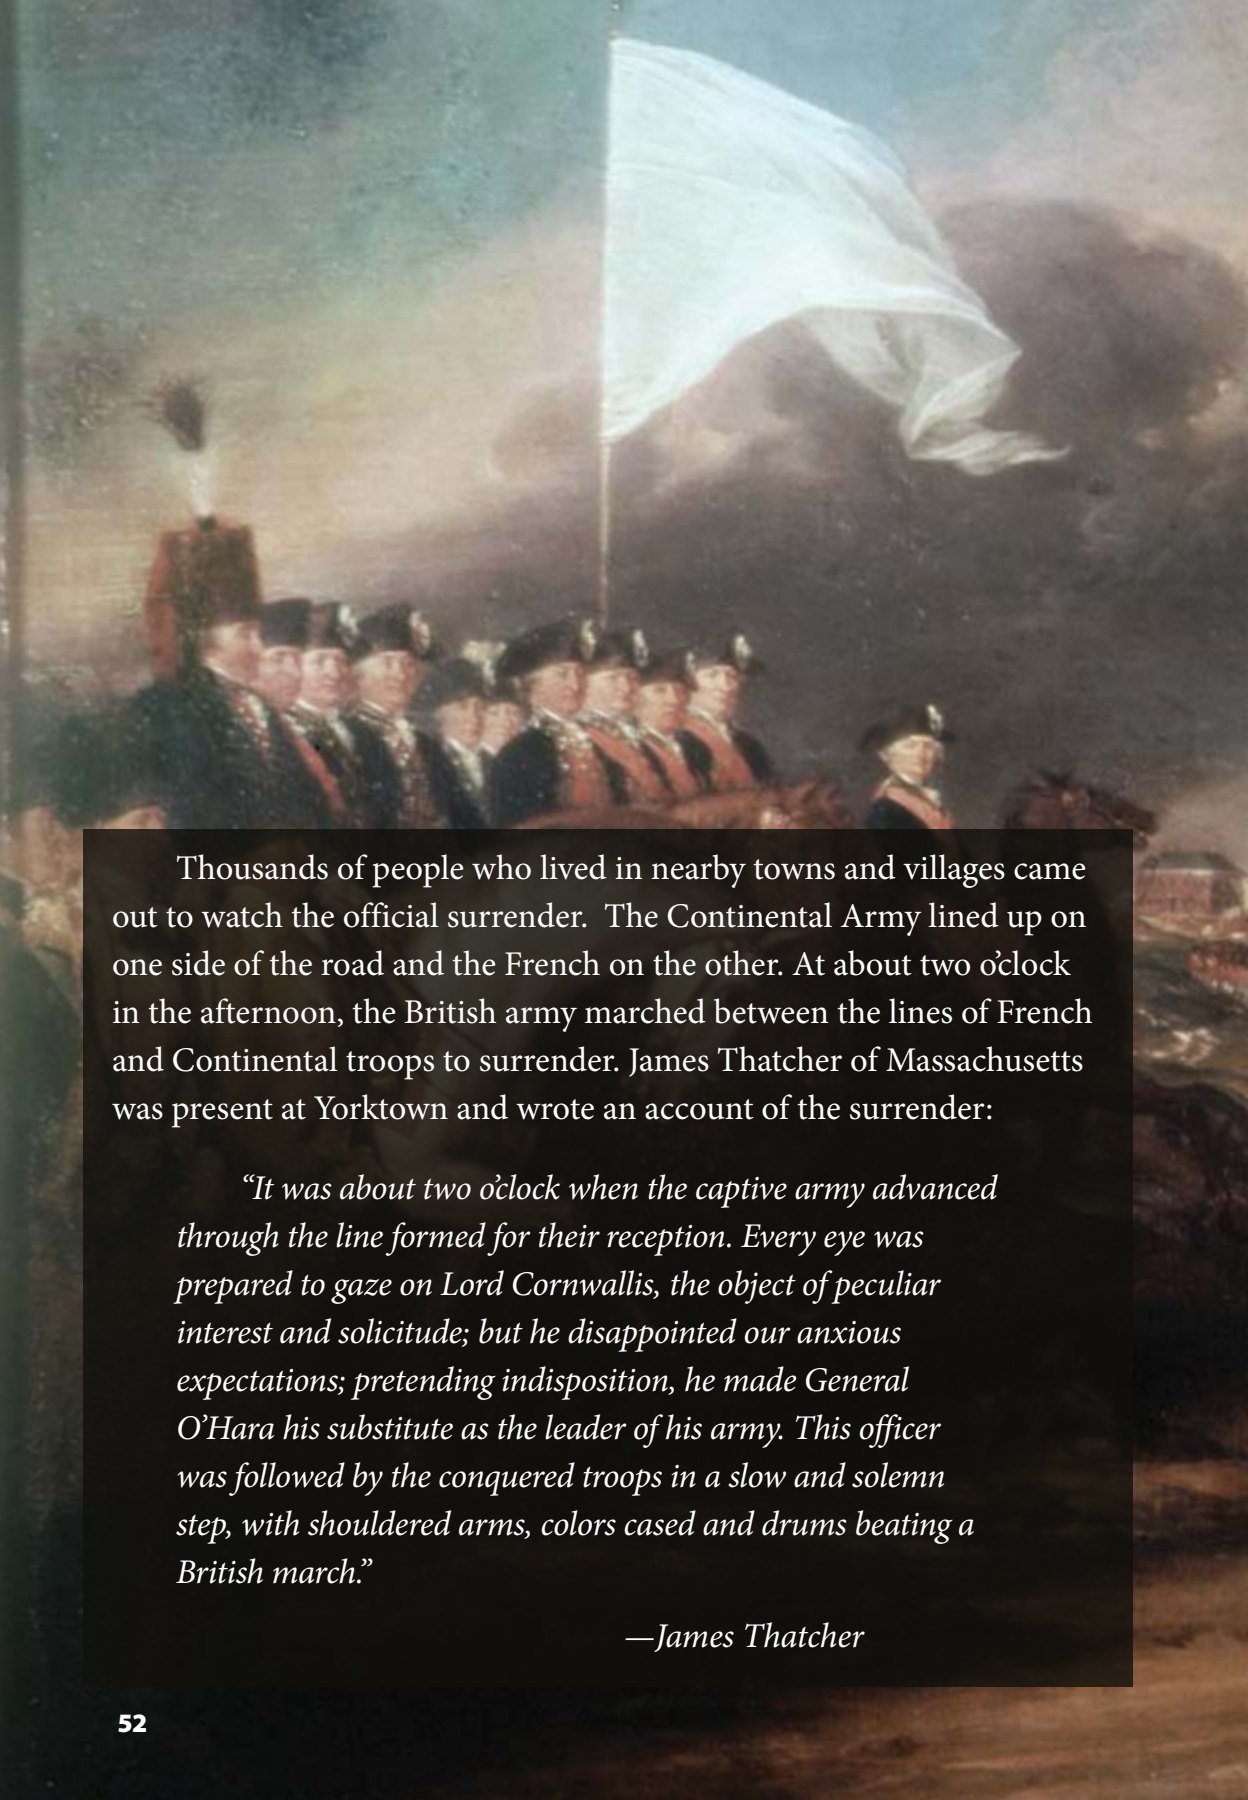 Thousands of people who lived in nearby towns and villages came
out to watch the official surrender.  The Continental Army lined up on
one side of the road and the French on the other. At about two o’clock
in the afternoon, the British army marched between the lines of French
and Continental troops to surrender. James Thatcher of Massachusetts
was present at Yorktown and wrote an account of the surrender:
“It was about two o’clock when the captive army advanced
through the line formed for their reception. Every eye was
prepared to gaze on Lord Cornwallis, the object of peculiar
interest and solicitude; but he disappointed our anxious
expectations; pretending indisposition, he made General
O’Hara his substitute as the leader of his army. This officer
was followed by the conquered troops in a slow and solemn
step, with shouldered arms, colors cased and drums beating a
British march.”
—James Thatcher
52